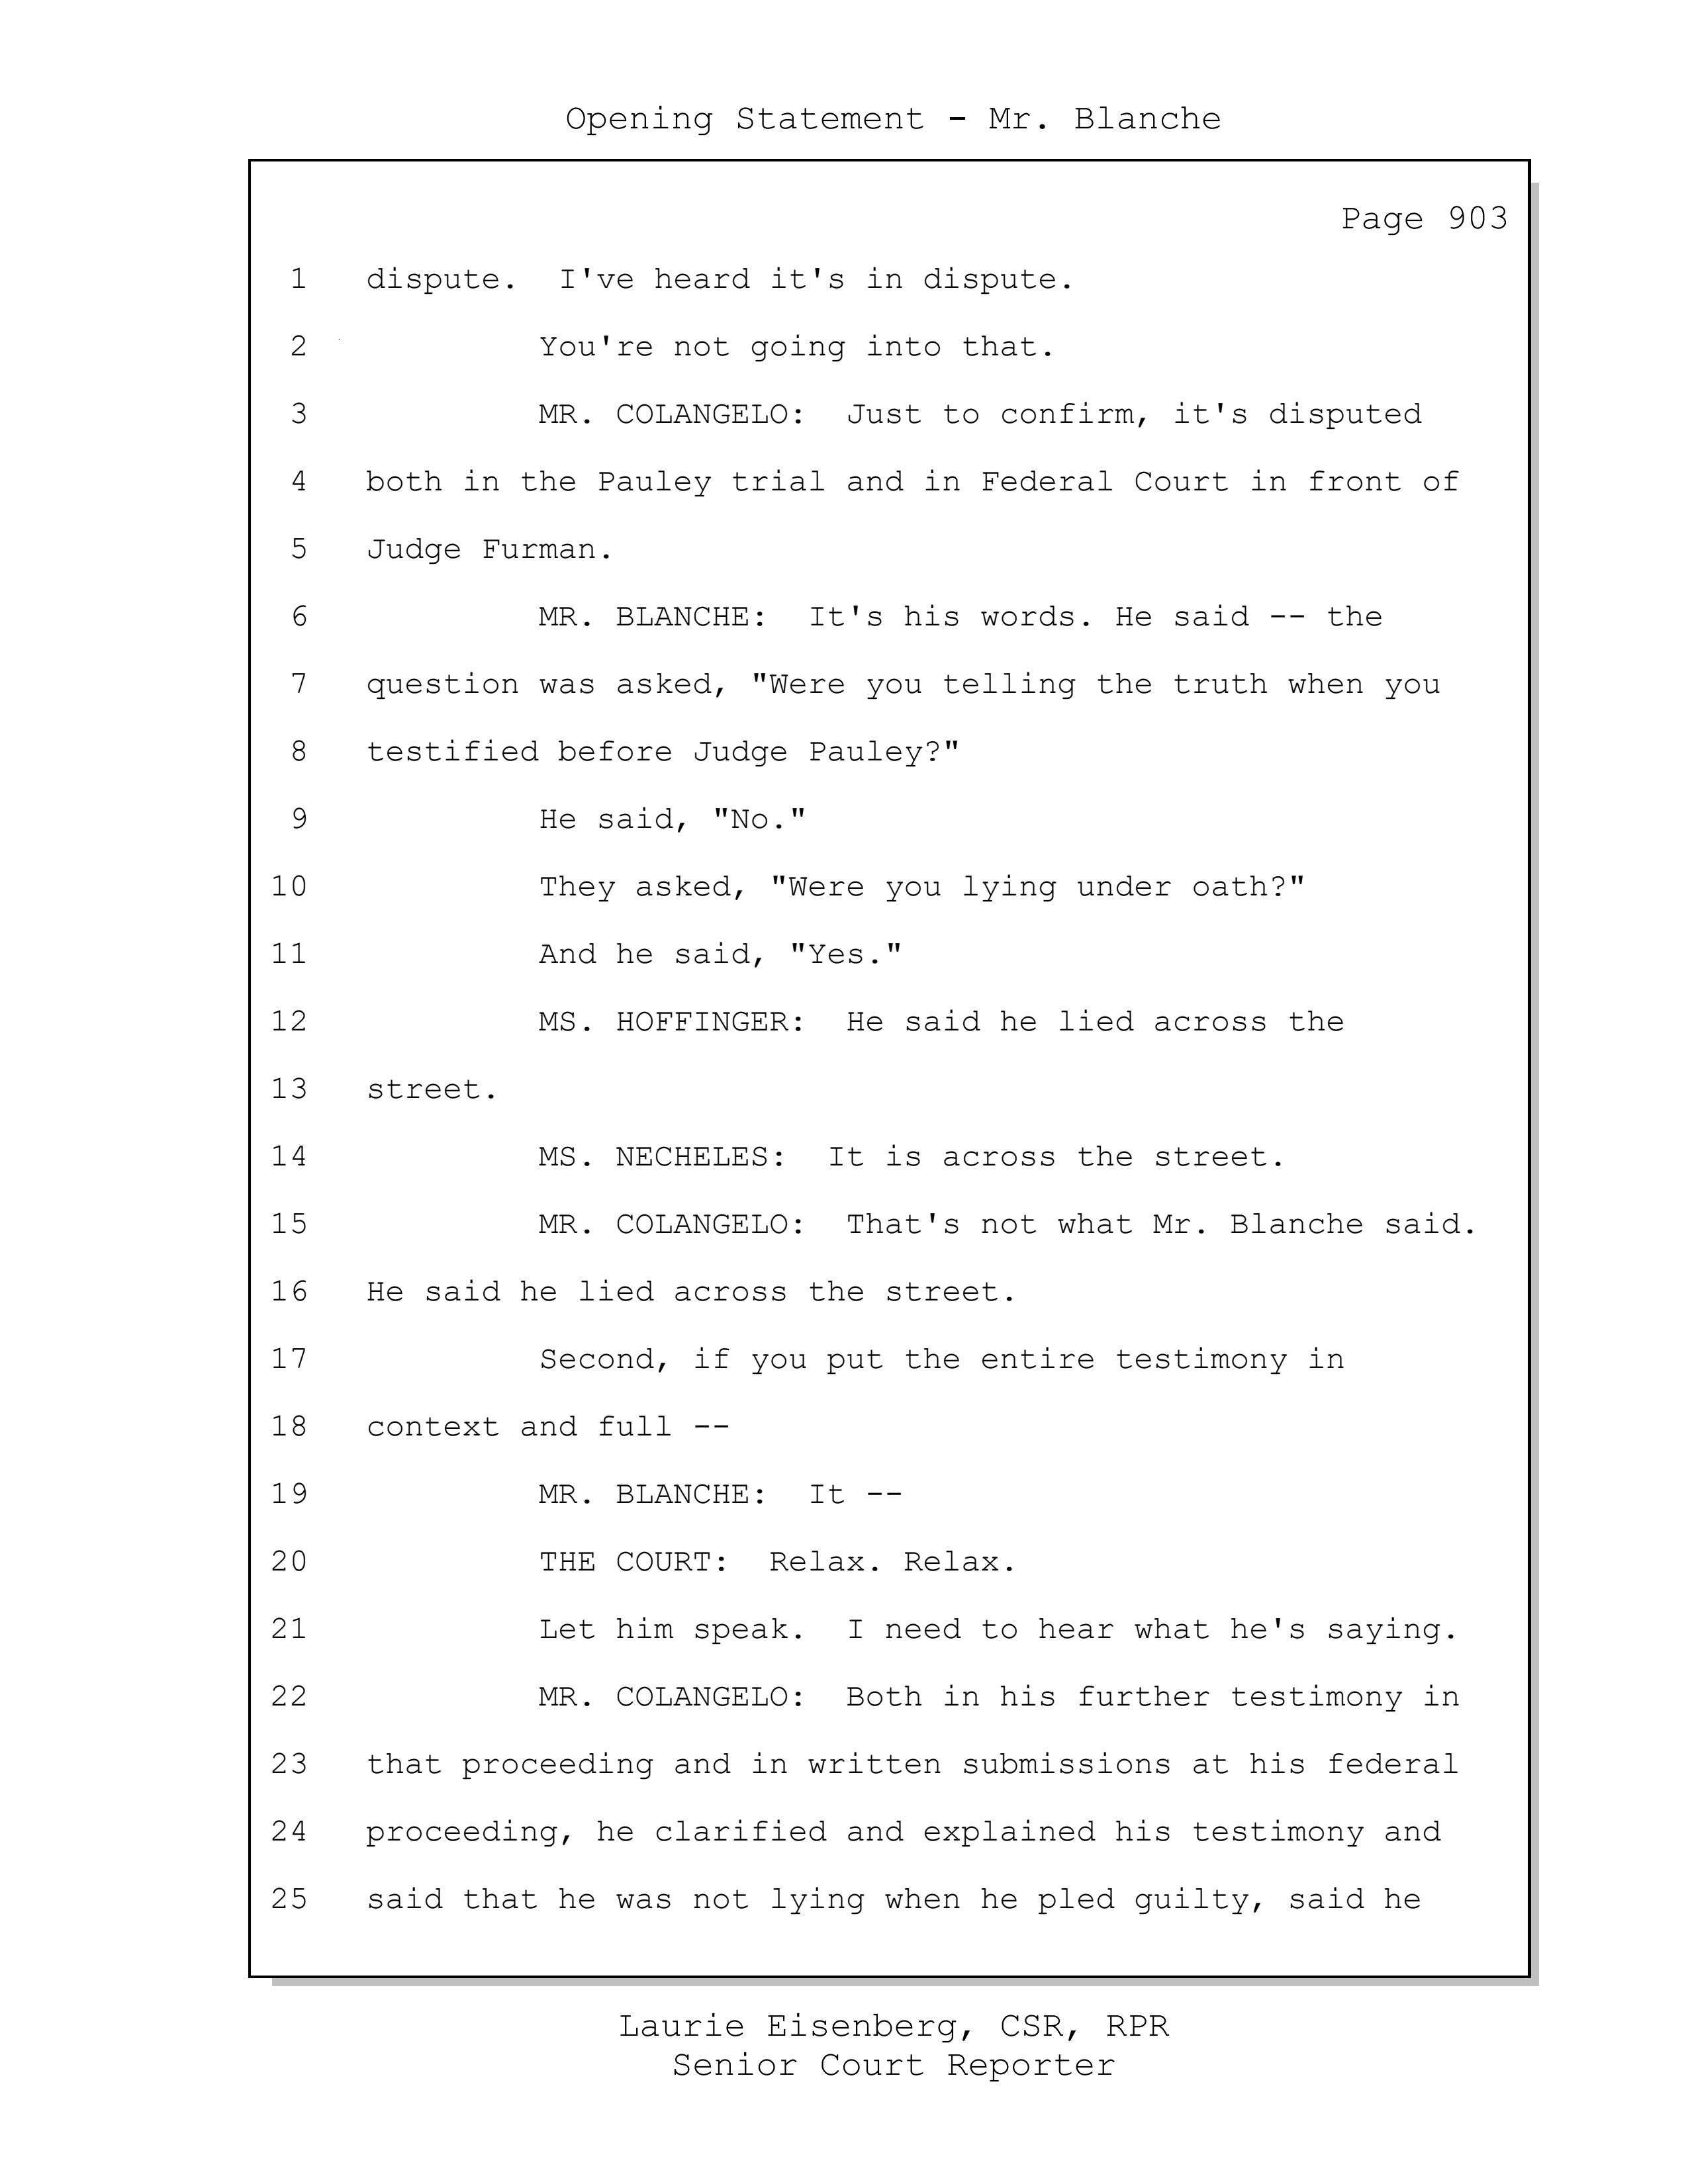 Opening Statement - Mr. Blanche
Page 903
1 dispute. I've heard it's in dispute.
2 You're not going into that.
3 MR. COLANGELO: Just to confirm, it's disputed
4 both in the Pauley trial and in Federal Court in front of
5 Judge Furman.
6 MR. BLANCHE: It's his words. He said -- the
7 question was asked, "Were you telling the truth when you
8 testified before Judge Pauley?"
9 He said, "No."
10 They asked, "Were you lying under oath?"
11 And he said, "Yes."
12 MS. HOFFINGER: He said he lied across the
13 street.
14 MS. NECHELES: It is across the street.
15 MR. COLANGELO: That's not what Mr. Blanche said.
16 He said he lied across the street.
17 Second, if you put the entire testimony in
18 context and full --
19 MR. BLANCHE: It --
20 THE COURT: Relax. Relax.
21 Let him speak. I need to hear what he's saying.
22 MR. COLANGELO: Both in his further testimony in
23 that proceeding and in written submissions at his federal
24 proceeding, he clarified and explained his testimony and
25 said that he was not lying when he pled guilty, said he
Laurie Eisenberg, CSR, RPR
Senior Court Reporter